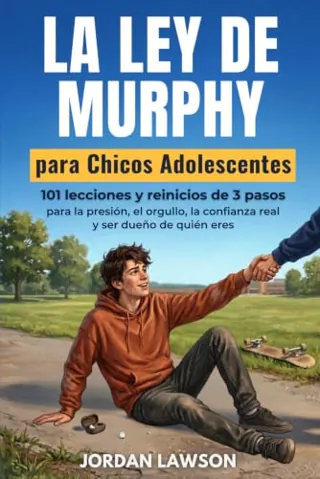 LA LEY DE
MURPHY
para Chicos Adolescentes
101 lecciones y reinicios de 3 pasos
para la presión, el orgullo, la confianza real
y ser dueño de quién eres
JORDAN LAWSON